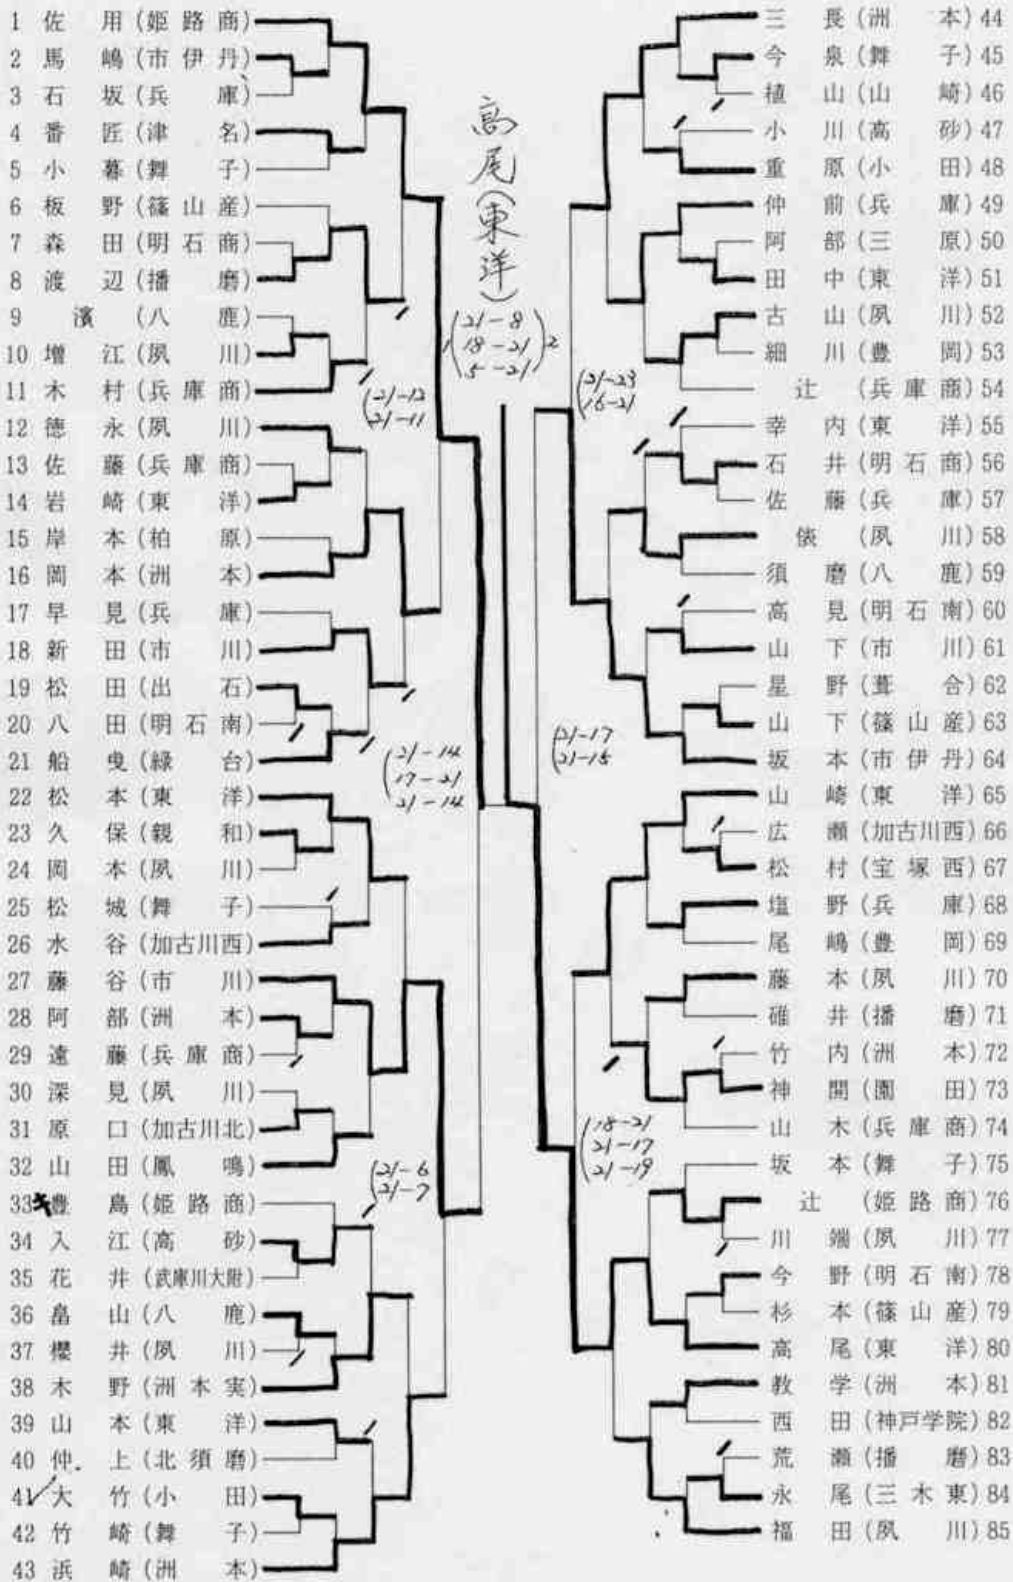 1 佐用(姫路商)
2 馬嶋(市伊丹)
3 石坂(兵庫)
4 番匠(津名)
5 小暮(舞子)
6 板野(篠山産)
7 森田(明石商)
8 渡辺(播磨)
9 濱(八鹿)
10 増江(夙川)
11 木村(兵庫商)
12 徳永(夙川)
13 佐藤(兵庫商)
14 岩崎(東洋)
15 岸本(柏原)
16 岡本(洲本)
17 早見(兵庫)
18 新田(市川)
19 松田(出石)
20 八田(明石南)
21 船曳(緑台)
22 松本(東洋)
23 久保(親和)
24 岡本(夙川)
25 松城(舞子)
26 水谷(加古川西)
27 藤谷(市川)
28 阿部(洲本)
29 遠藤(兵庫商)
30 深見(夙川)
31 原口(加古川北)
32 山田(鳳鳴)
33 豊島(姫路商)
34 入江(高砂)
35 花井(武庫川大附)
36 畠山(八鹿)
37 櫻井(夙川)
38 木野(洲本実)
39 山本(東洋)
40 仲上(北須磨)
41 大竹(小田)
42 竹崎(舞子)
43 浜崎(洲本)
高尾(東洋)
1(21-8
18-21
5-21)2
(21-12
21-11
(21-14
17-21
21-14
(21-6
21-7
(21-23
16-21
(21-17
21-15
(18-21
21-17
21-19
三長(洲本)44
今泉(舞子)45
植山(山崎)46
小川(高砂)47
重原(小田)48
仲前(兵庫)49
阿部(三原)50
田中(東洋)51
古山(夙川)52
細川(豊岡)53
辻(兵庫商)54
幸内(東洋)55
石井(明石商)56
佐藤(兵庫)57
俵(夙川)58
須磨(八鹿)59
高見(明石南)60
山下(市川)61
星野(葺合)62
山下(篠山産)63
坂本(市伊丹)64
山崎(東洋)65
広瀬(加古川西)66
松村(宝塚西)67
塩野(兵庫)68
尾嶋(豊岡)69
藤本(夙川)70
碓井(播磨)71
竹内(洲本)72
神開(園田)73
山木(兵庫商)74
坂本(舞子)75
辻(姫路商)76
川端(夙川)77
今野(明石南)78
杉本(篠山産)79
高尾(東洋)80
教学(洲本)81
西田(神戸学院)82
荒瀬(播磨)83
永尾(三木東)84
福田(夙川)85